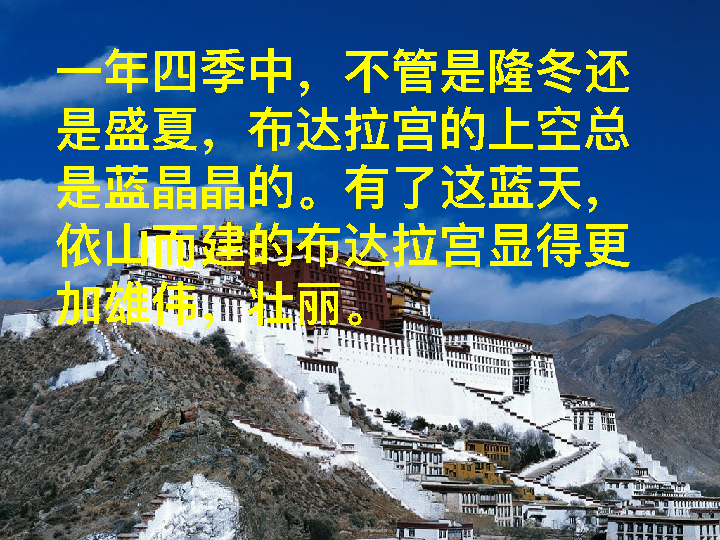 一年四季中，不管是隆冬还
是盛夏，布达拉宫的上空总
是蓝晶晶的。有了这蓝天，
依山而建的布达拉宫显得更
加雄伟，壮丽。